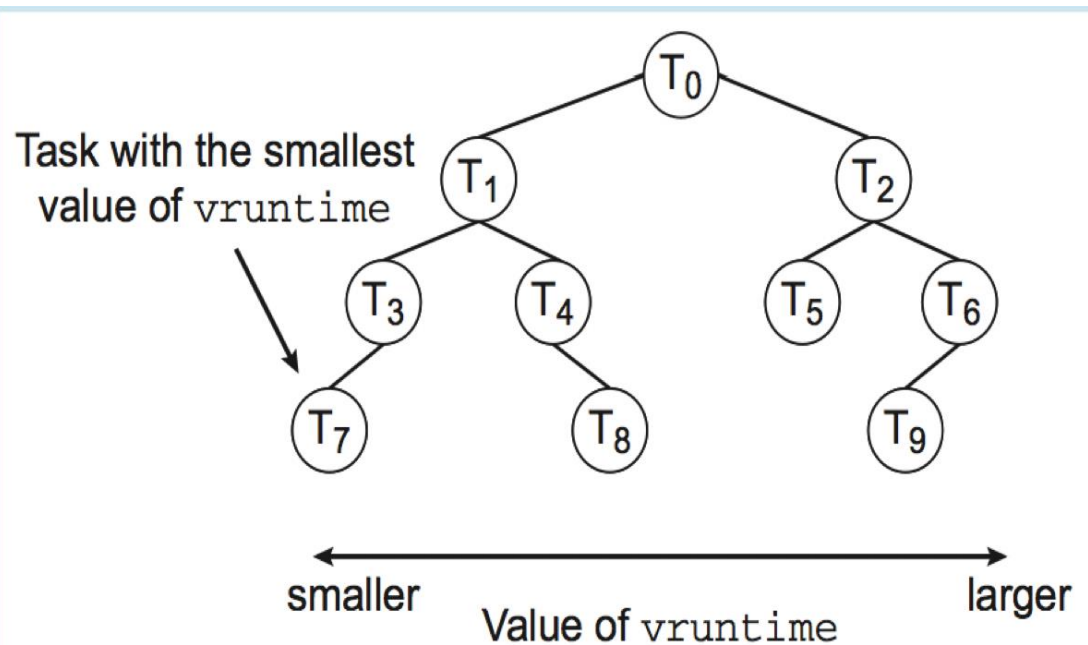 T0
Task with the smallest
value of vruntime
T1
T2
T3
T4
T5
T6
T7
T8
T9
smaller
larger
Value of vruntime